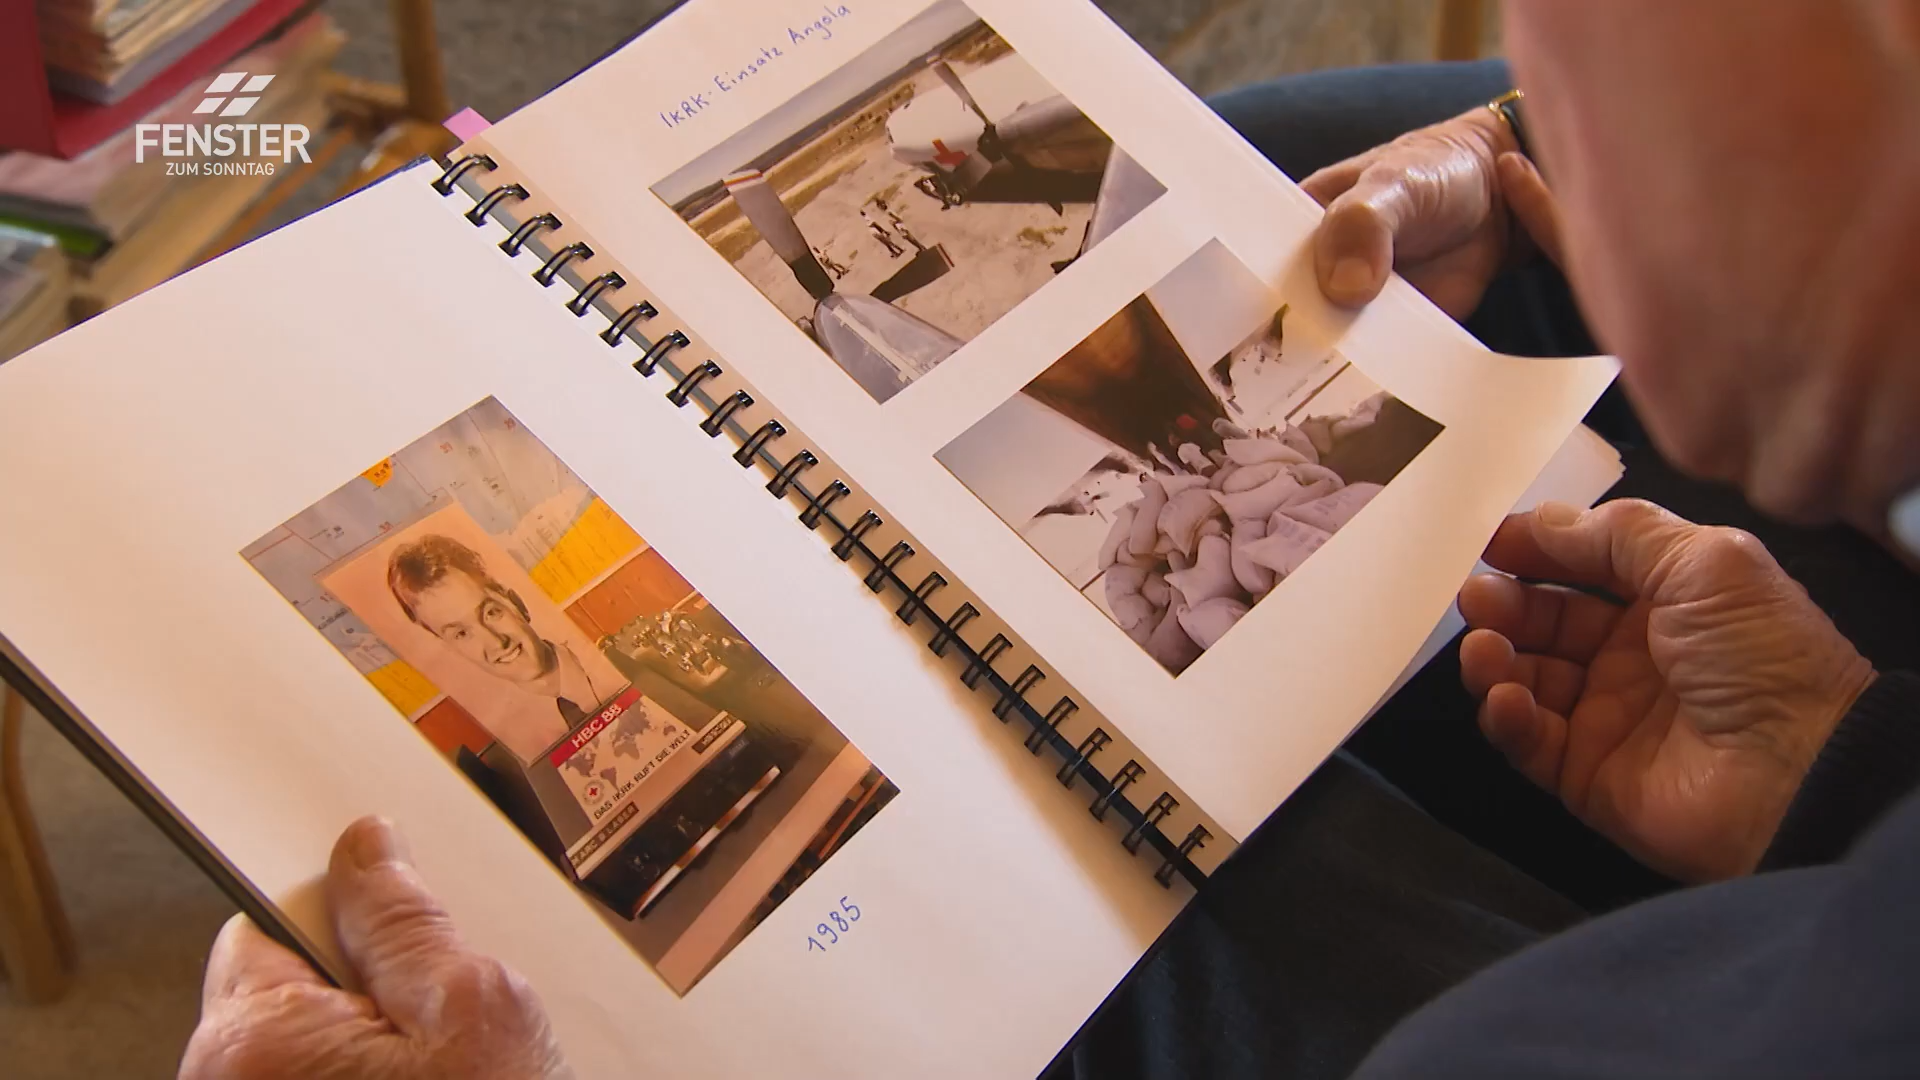 FENSTER
ZUM SONNTAG
IKRK-Einsatz Angola
HBC 88
DAS IKRK RUFT DIE WELT
1985